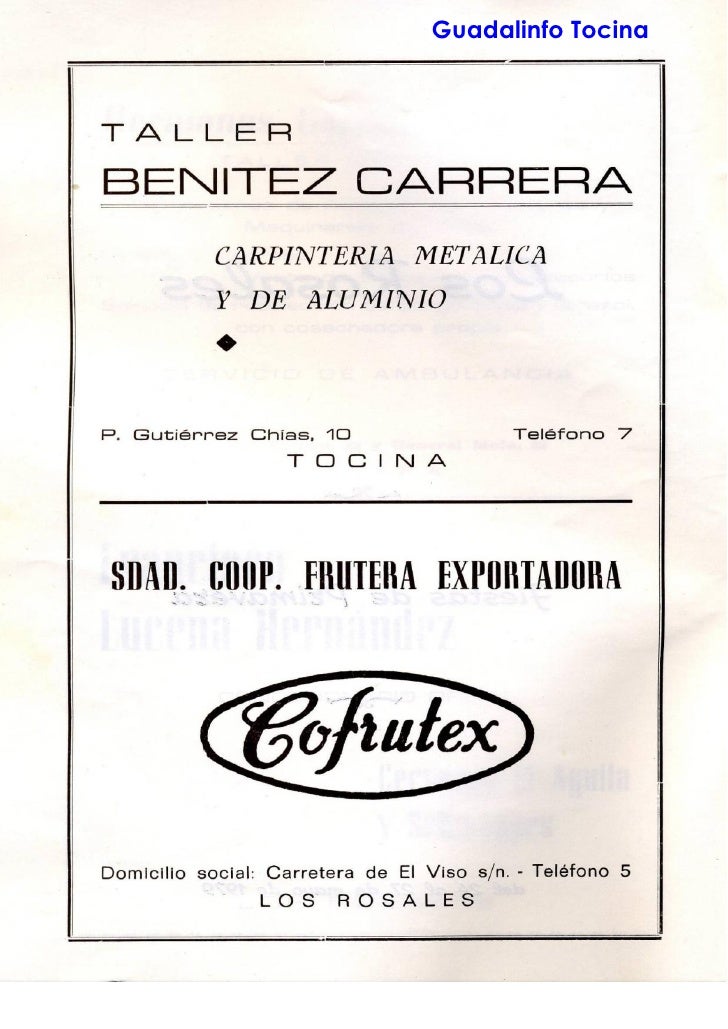 Guadalinfo Tocina
TALLER
BENITEZ CARRERA
CARPINTERIA METALICA
Y DE ALUMINIO
P. Gutiérrez Chías, 10 Teléfono 7
TOCINA
SDAD. COOP. FRUTERA EXPORTADORA
Cofrutex
Domicilio social: Carretera de El Viso s/n. - Teléfono 5
LOS ROSALES